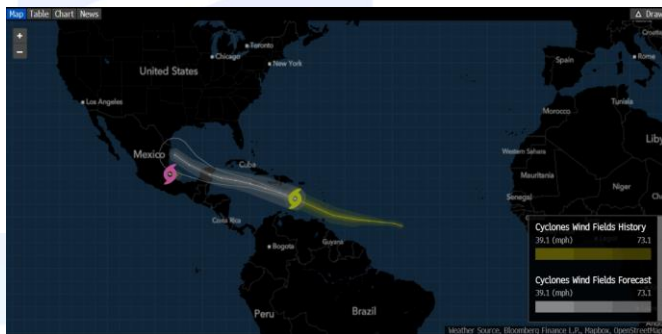 Map Table Chart News
Draw
+
−
Toronto
Chicago
New York
United States
Los Angeles
Spain
Rome
Morocco
Tunisia
Mexico
Cuba
Western Sahara
Mauritania
Niger
Senegal
Costa Rica
Bogota
Guyana
Peru
Brazil
Cyclones Wind Fields History
39.1 (mph) 73.1
Cyclones Wind Fields Forecast
39.1 (mph) 73.1
Weather Source, Bloomberg Finance L.P., Mapbox, OpenStreetMap